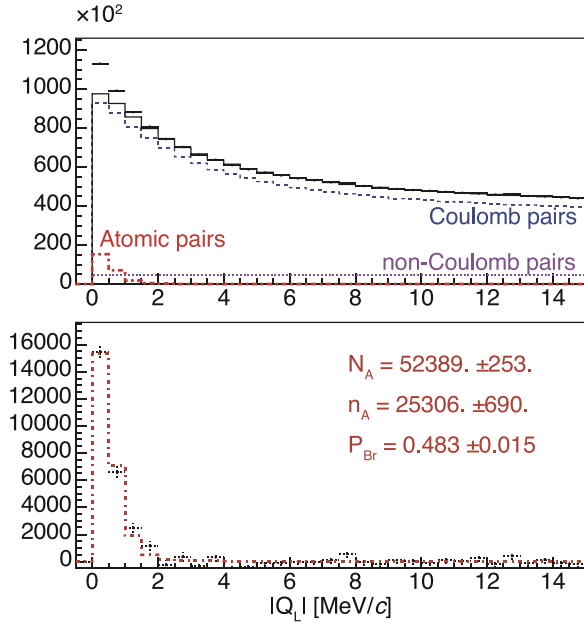 ×10²
1200
1000
800
600
400
200
0
Coulomb pairs
Atomic pairs
non-Coulomb pairs
0 2 4 6 8 10 12 14
16000
14000
12000
10000
8000
6000
4000
2000
0
N_A = 52389. ±253.
n_A = 25306. ±690.
P_Br = 0.483 ±0.015
0 2 4 6 8 10 12 14
|Q_L| [MeV/c]